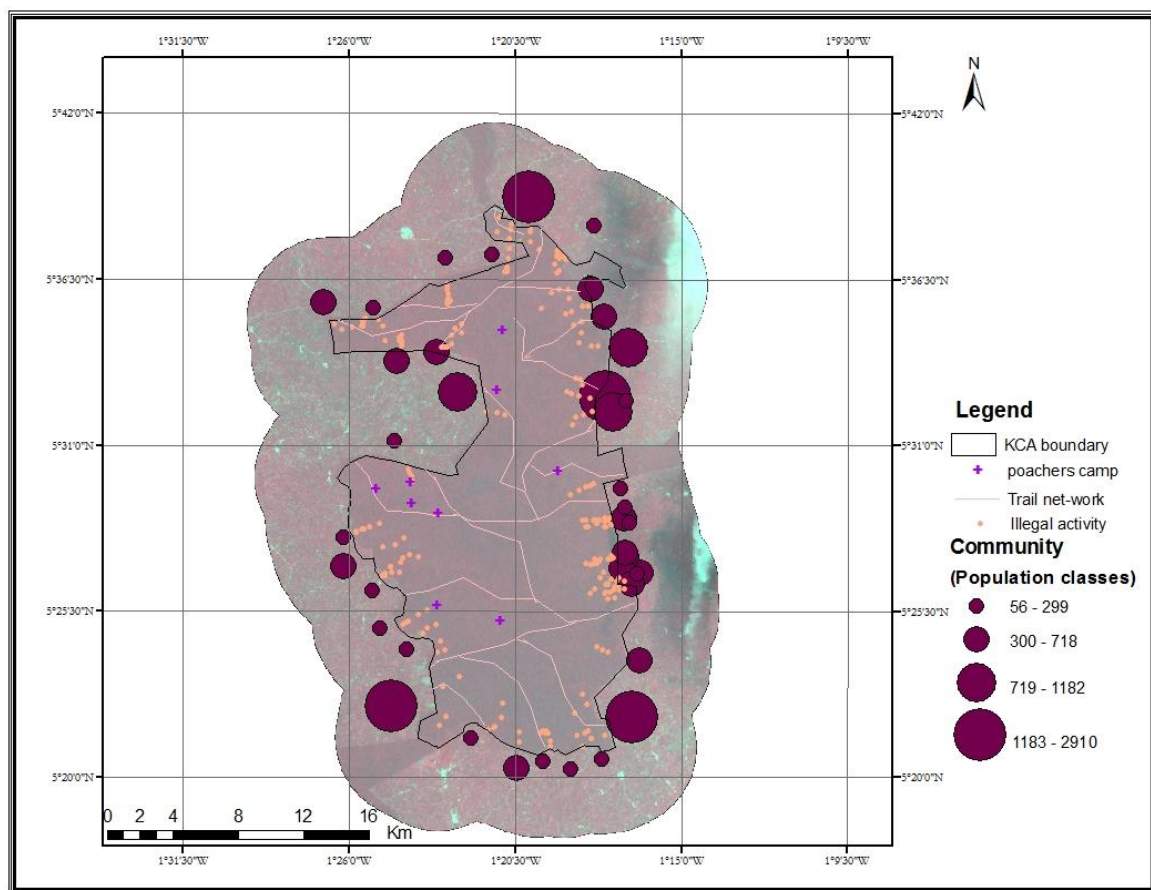 1°31'30"W 1°26'0"W 1°20'30"W 1°15'0"W 1°9'30"W
N
5°42'0"N 5°42'0"N
5°36'30"N 5°36'30"N
5°31'0"N 5°31'0"N
5°25'30"N 5°25'30"N
5°20'0"N 5°20'0"N
Legend
KCA boundary
poachers camp
Trail net-work
Illegal activity
Community
(Population classes)
56 - 299
300 - 718
719 - 1182
1183 - 2910
0 2 4 8 12 16
Km
1°31'30"W 1°26'0"W 1°20'30"W 1°15'0"W 1°9'30"W